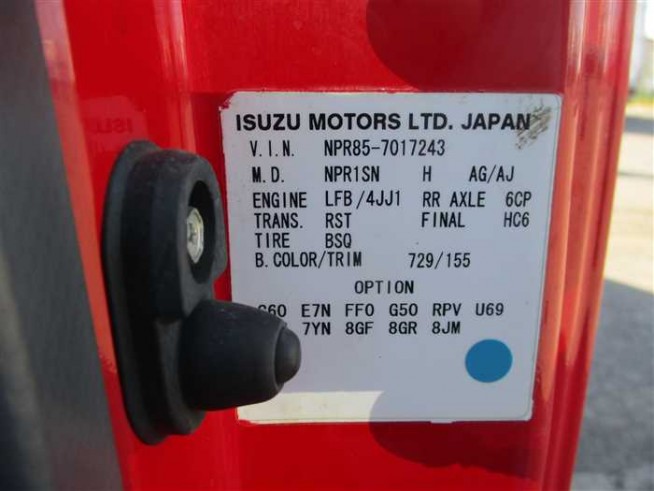 ISUZU MOTORS LTD. JAPAN
V.I.N. NPR85-7017243
M.D. NPR1SN H AG/AJ
ENGINE LFB/4JJ1 RR AXLE 6CP
TRANS. RST FINAL HC6
TIRE BSQ
B.COLOR/TRIM 729/155
OPTION
E7N FF0 G50 RPV U69
7YN 8GF 8GR 8JM